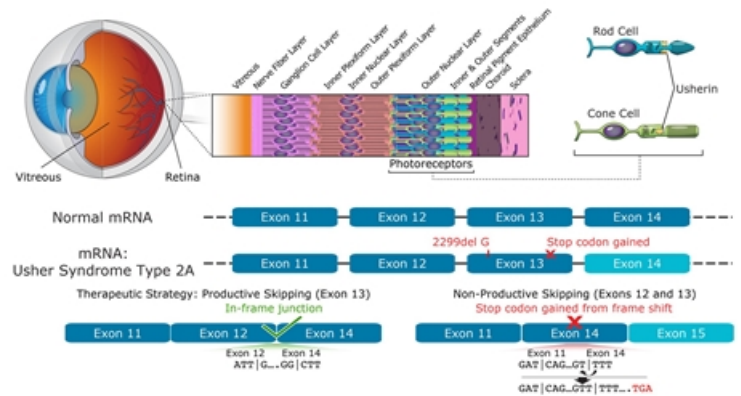 Vitreous
Nerve Fiber Layer
Ganglion Cell Layer
Inner Plexiform Layer
Inner Nuclear Layer
Outer Plexiform Layer
Outer Nuclear Layer
Inner & Outer Segments
Retinal Pigment Epithelium
Choroid
Sclera
Rod Cell
Usherin
Cone Cell
Photoreceptors
Vitreous
Retina
Normal mRNA
Exon 11 Exon 12 Exon 13 Exon 14
2299del G Stop codon gained
mRNA:
Usher Syndrome Type 2A
Exon 11 Exon 12 Exon 13 Exon 14
Therapeutic Strategy: Productive Skipping (Exon 13)
In-frame junction
Exon 11 Exon 12 Exon 14
Exon 12 Exon 14
ATT|G...GG|CTT
Non-Productive Skipping (Exons 12 and 13)
Stop codon gained from frame shift
Exon 11 Exon 14 Exon 15
Exon 11 Exon 14
GAT|CAG...GT|TTT
GAT|CAG...GTT|TTT...TGA